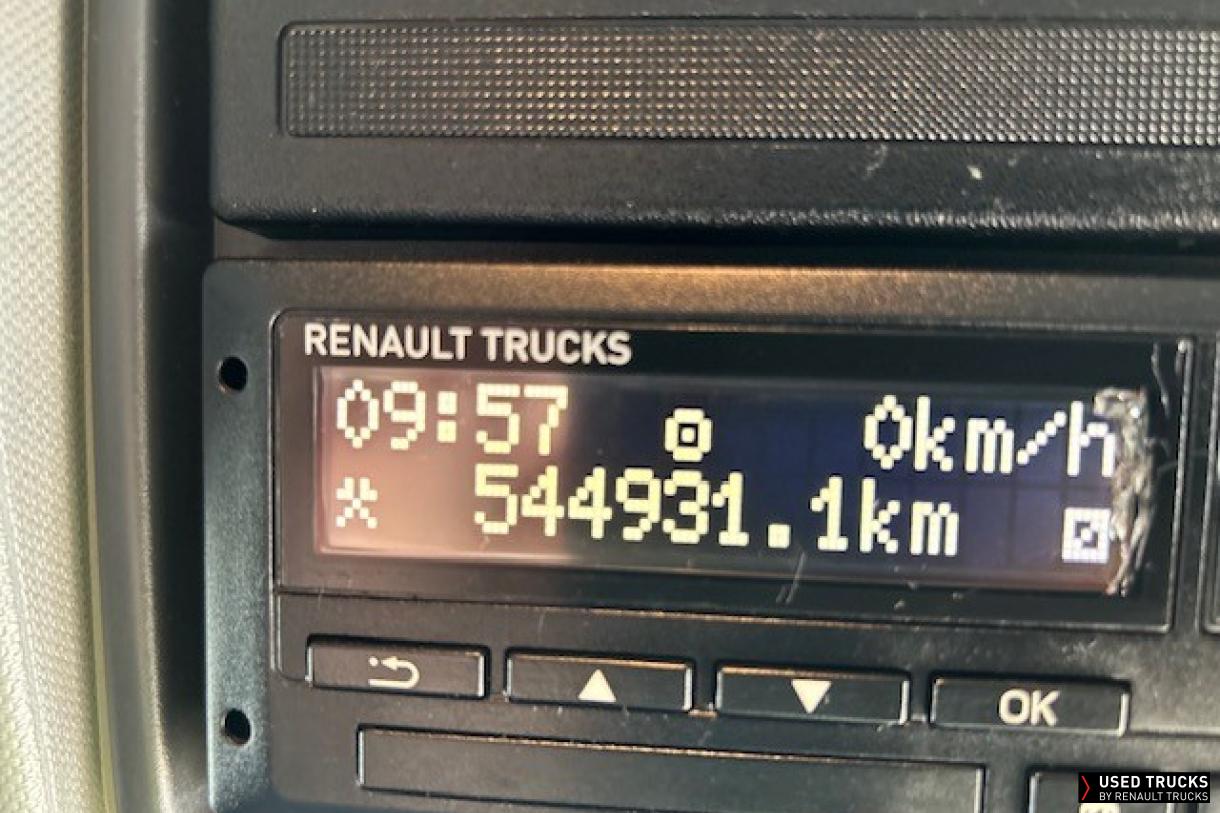 RENAULT TRUCKS
09:57 0km/h
544931.1km
OK
USED TRUCKS
BY RENAULT TRUCKS